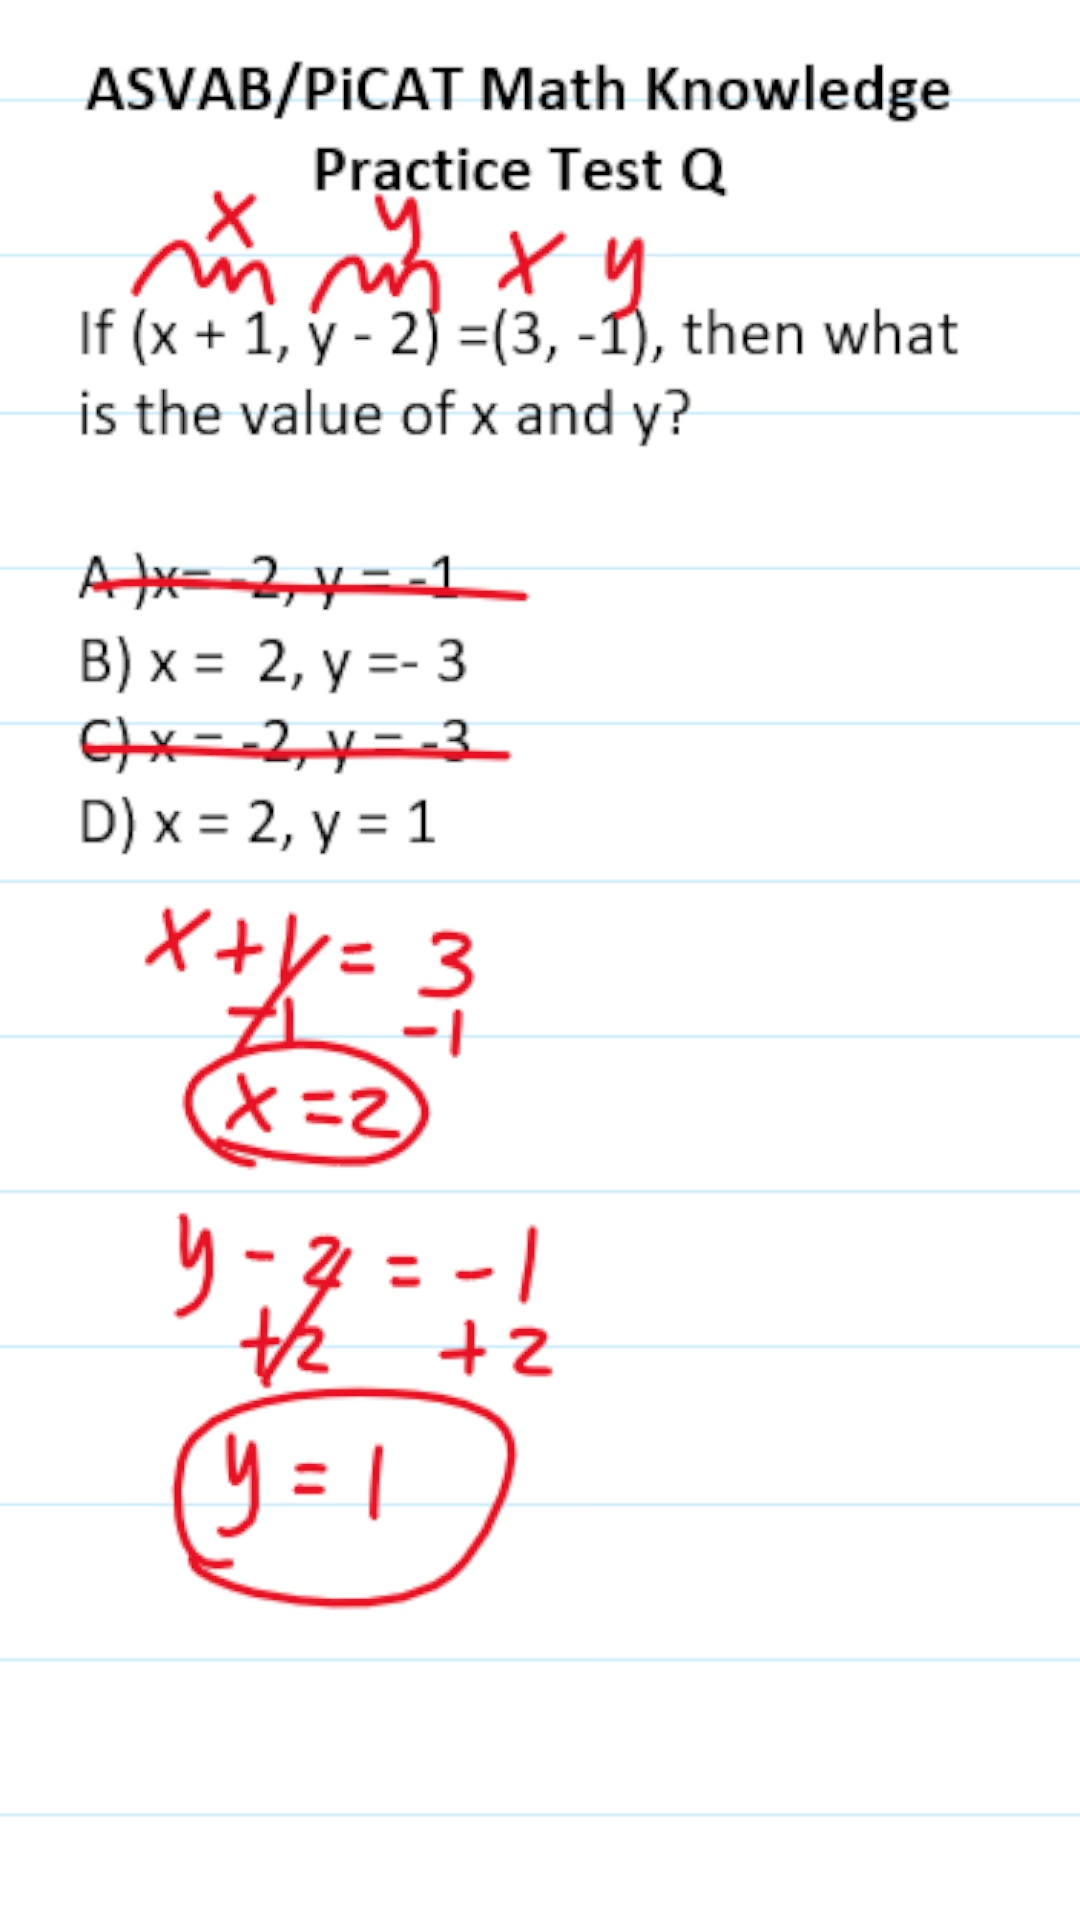 ASVAB/PiCAT Math Knowledge
Practice Test Q
x y x y
If (x + 1, y - 2) =(3, -1), then what
is the value of x and y?
A )x= -2, y = -1
B) x = 2, y =- 3
C) x = -2, y = -3
D) x = 2, y = 1
x+1= 3
-1 -1
x=2
y-2 = -1
+2 +2
y = 1